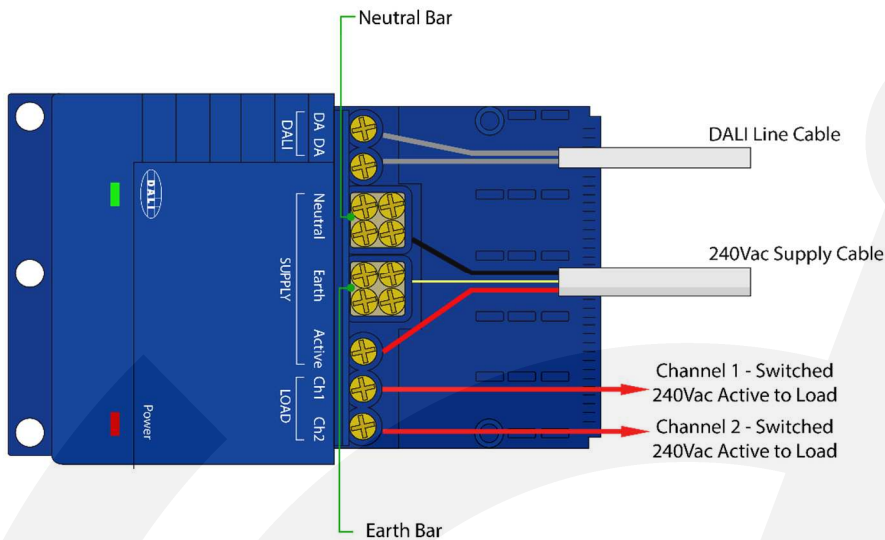 Neutral Bar
DA DA
DALI
DALI
DALI Line Cable
Neutral
Earth
Active
SUPPLY
240Vac Supply Cable
Ch1
Ch2
LOAD
Power
Channel 1 - Switched
240Vac Active to Load
Channel 2 - Switched
240Vac Active to Load
Earth Bar